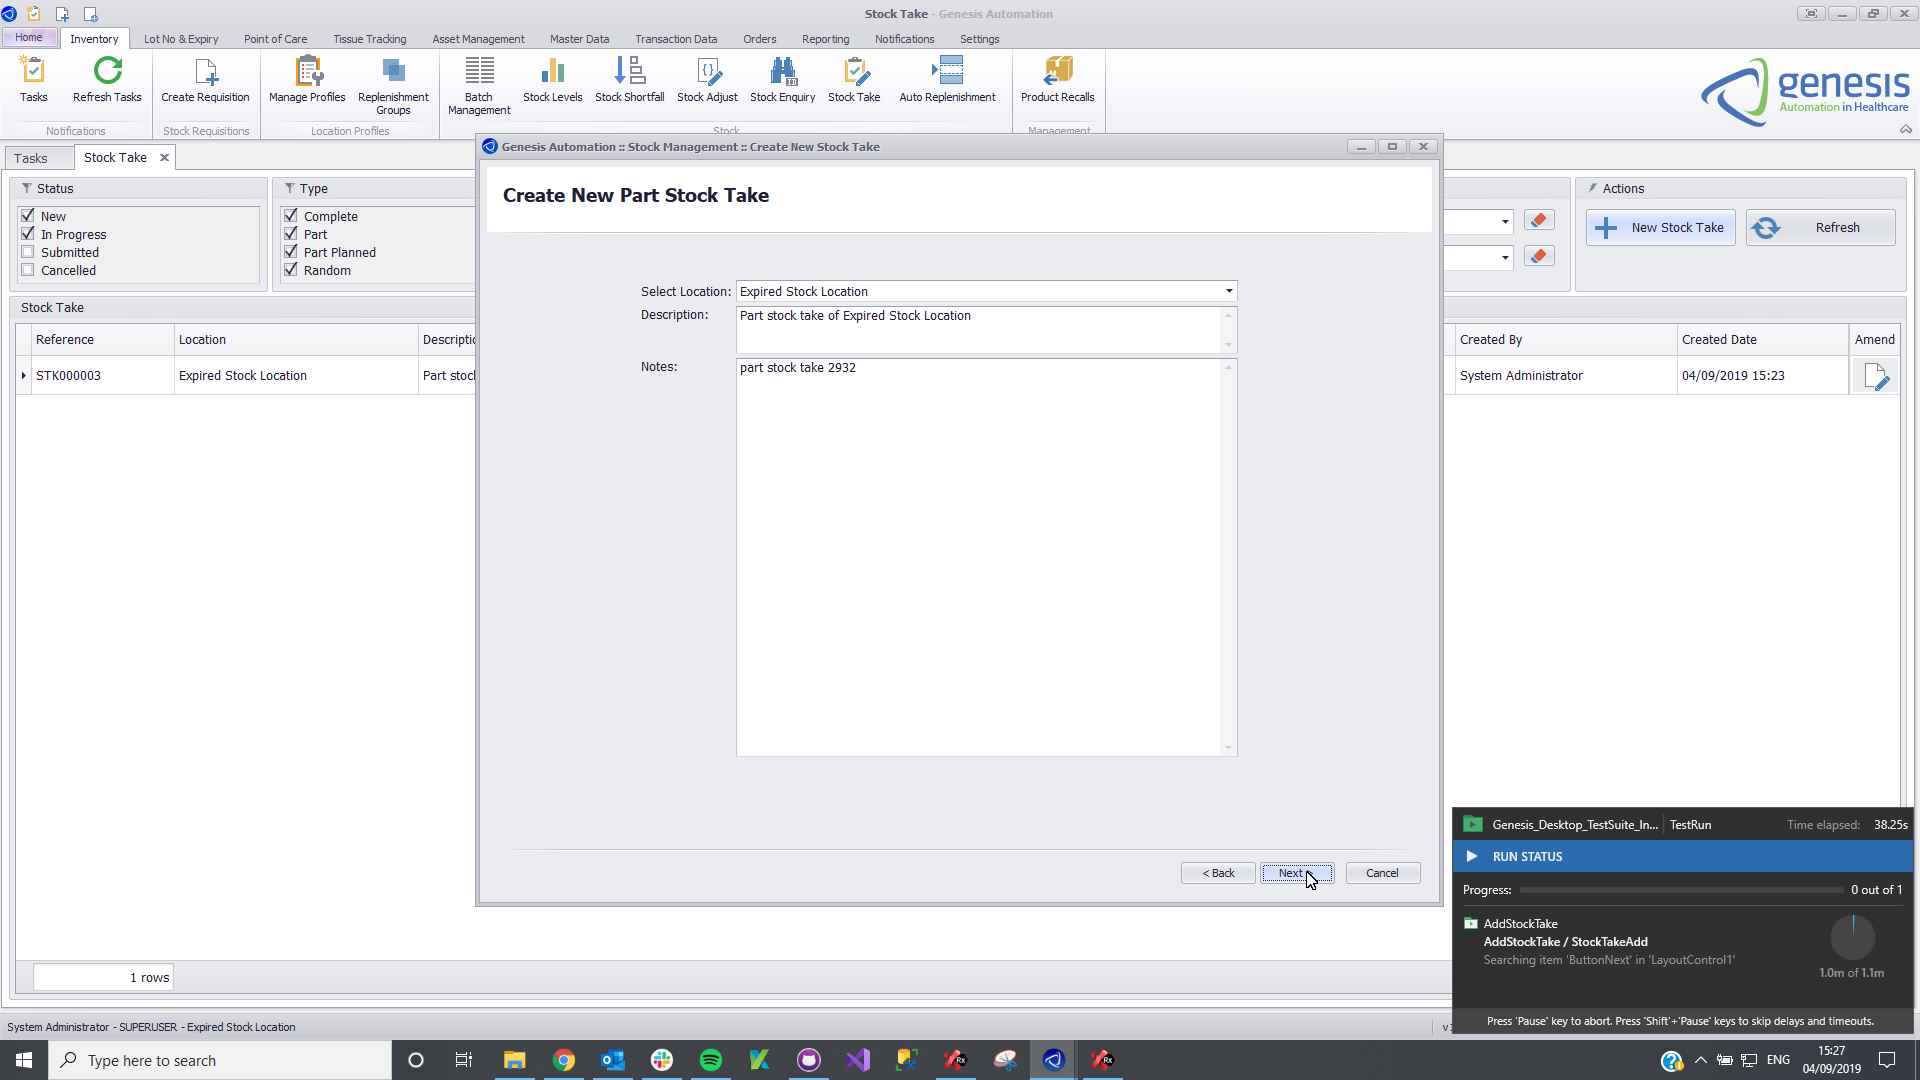 Stock Take - Genesis Automation
Home
Inventory
Lot No & Expiry
Point of Care
Tissue Tracking
Asset Management
Master Data
Transaction Data
Orders
Reporting
Notifications
Settings
Tasks
Refresh Tasks
Create Requisition
Manage Profiles
Replenishment
Groups
Batch
Management
Stock Levels
Stock Shortfall
Stock Adjust
Stock Enquiry
Stock Take
Auto Replenishment
Product Recalls
Notifications
Stock Requisitions
Location Profiles
Stock
Management
genesis
Automation in Healthcare
Tasks
Stock Take
Genesis Automation :: Stock Management :: Create New Stock Take
Create New Part Stock Take
Status
New
In Progress
Submitted
Cancelled
Type
Complete
Part
Part Planned
Random
Actions
New Stock Take
Refresh
Select Location: Expired Stock Location
Description: Part stock take of Expired Stock Location
Notes: part stock take 2932
Stock Take
Reference
Location
Created By
Created Date
Amend
STK000003
Expired Stock Location
Part
System Administrator
04/09/2019 15:23
< Back
Next
Cancel
1 rows
Genesis_Desktop_TestSuite_In...
TestRun
Time elapsed: 38.25s
RUN STATUS
Progress: 0 out of 1
AddStockTake
AddStockTake / StockTakeAdd
Searching item 'ButtonNext' in 'LayoutControl1'
1.0m of 1.1m
Press 'Pause' key to abort. Press 'Shift'+'Pause' keys to skip delays and timeouts.
System Administrator - SUPERUSER - Expired Stock Location
Type here to search
ENG
15:27
04/09/2019